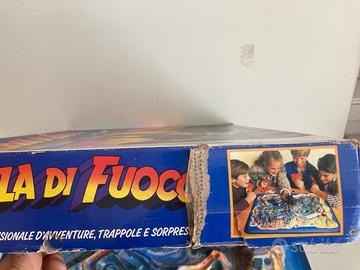 LA DI FUOCO
SIONALE D'AVVENTURE, TRAPPOLE E SORPRES